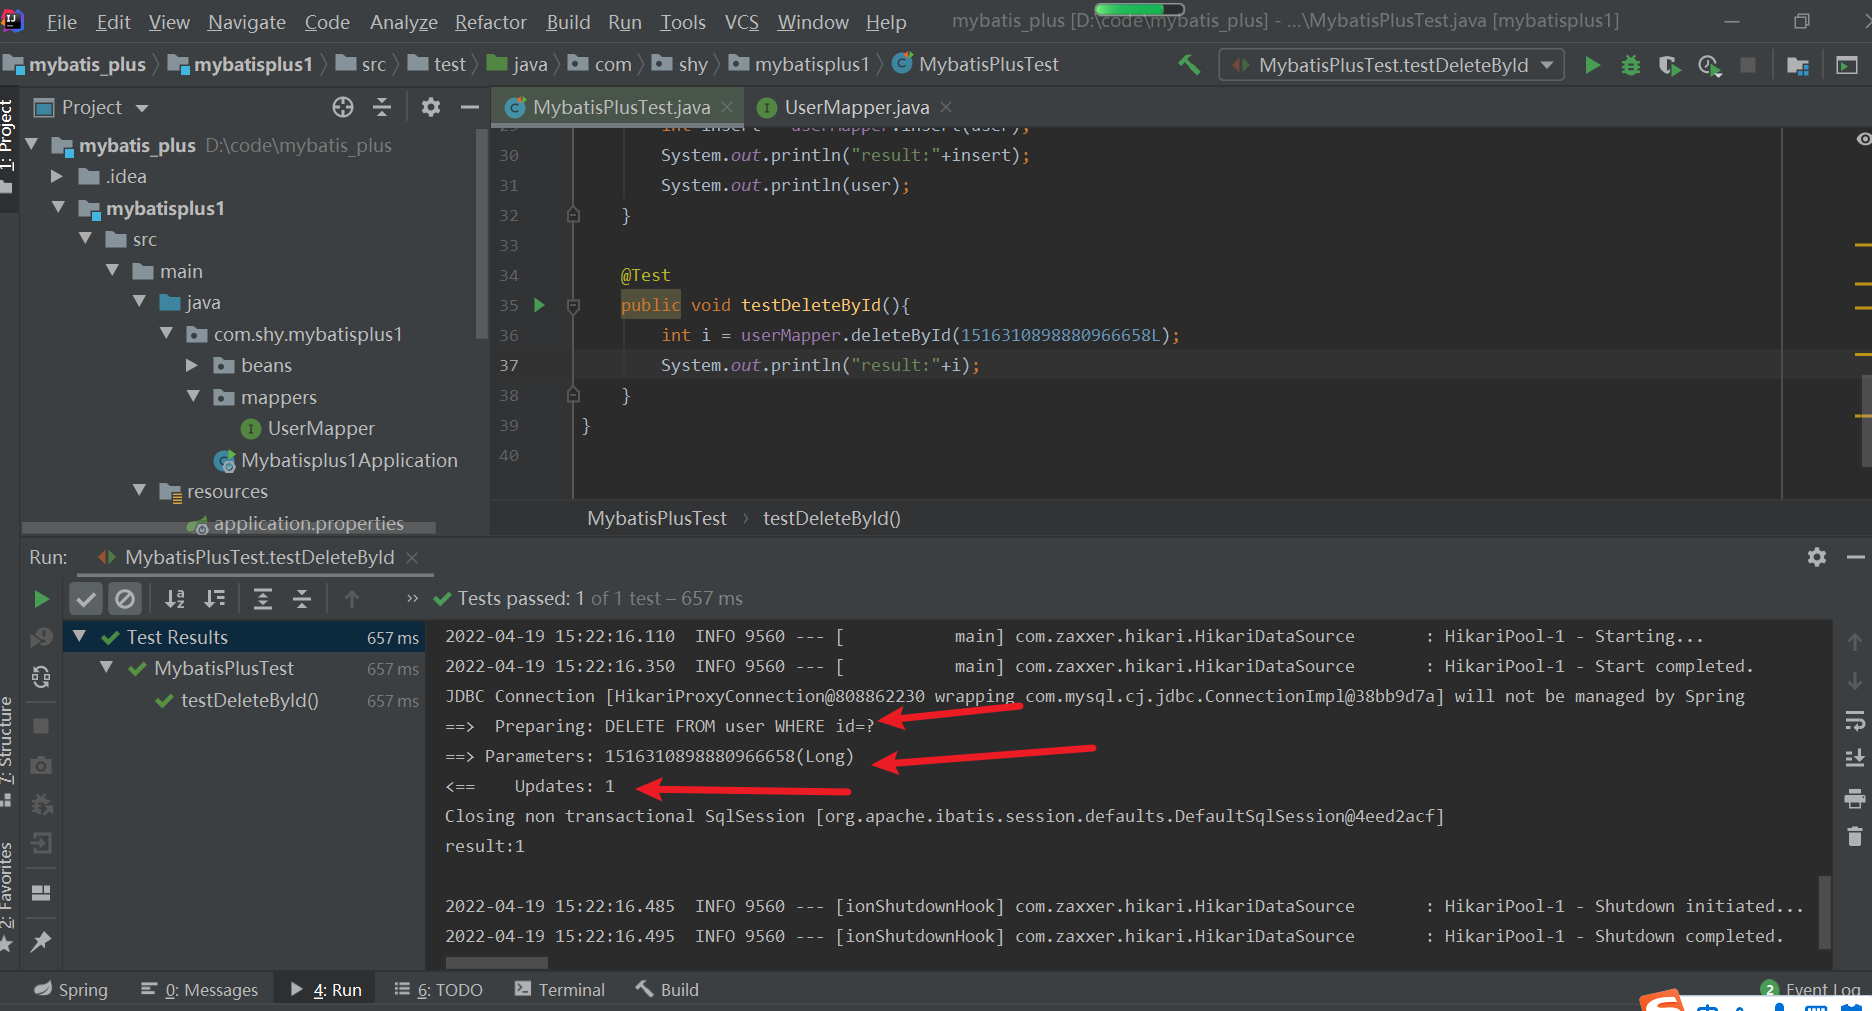 File Edit View Navigate Code Analyze Refactor Build Run Tools VCS Window Help mybatis_plus [D:\code\mybatis_plus] - ...\MybatisPlusTest.java [mybatisplus1]
mybatis_plus mybatisplus1 src test java com shy mybatisplus1 MybatisPlusTest MybatisPlusTest.testDeleteById
1: Project
Project
MybatisPlusTest.java
UserMapper.java
mybatis_plus D:\code\mybatis_plus
.idea
mybatisplus1
src
main
java
com.shy.mybatisplus1
beans
mappers
UserMapper
Mybatisplus1Application
resources
application.properties
29 int insert = userMapper.insert(user);
30 System.out.println("result:"+insert);
31 System.out.println(user);
32 }
33
34 @Test
35 public void testDeleteById(){
36 int i = userMapper.deleteById(1516310898880966658L);
37 System.out.println("result:"+i);
38 }
39 }
40
MybatisPlusTest › testDeleteById()
Run: MybatisPlusTest.testDeleteById
Tests passed: 1 of 1 test – 657 ms
Test Results 657 ms
MybatisPlusTest 657 ms
testDeleteById() 657 ms
2022-04-19 15:22:16.110  INFO 9560 --- [           main] com.zaxxer.hikari.HikariDataSource       : HikariPool-1 - Starting...
2022-04-19 15:22:16.350  INFO 9560 --- [           main] com.zaxxer.hikari.HikariDataSource       : HikariPool-1 - Start completed.
JDBC Connection [HikariProxyConnection@808862230 wrapping com.mysql.cj.jdbc.ConnectionImpl@38bb9d7a] will not be managed by Spring
==>  Preparing: DELETE FROM user WHERE id=?
==> Parameters: 1516310898880966658(Long)
<==    Updates: 1
Closing non transactional SqlSession [org.apache.ibatis.session.defaults.DefaultSqlSession@4eed2acf]
result:1
2022-04-19 15:22:16.485  INFO 9560 --- [ionShutdownHook] com.zaxxer.hikari.HikariDataSource       : HikariPool-1 - Shutdown initiated...
2022-04-19 15:22:16.495  INFO 9560 --- [ionShutdownHook] com.zaxxer.hikari.HikariDataSource       : HikariPool-1 - Shutdown completed.
7: Structure
2: Favorites
Spring 0: Messages 4: Run 6: TODO Terminal Build 2 Event Log